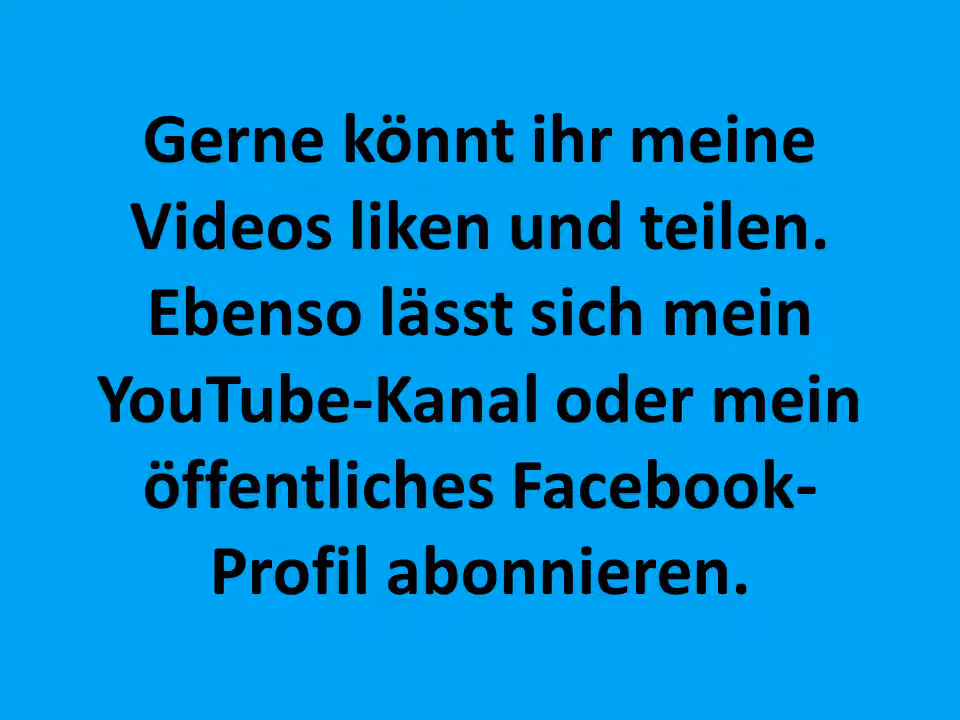 Gerne könnt ihr meine
Videos liken und teilen.
Ebenso lässt sich mein
YouTube-Kanal oder mein
öffentliches Facebook-
Profil abonnieren.